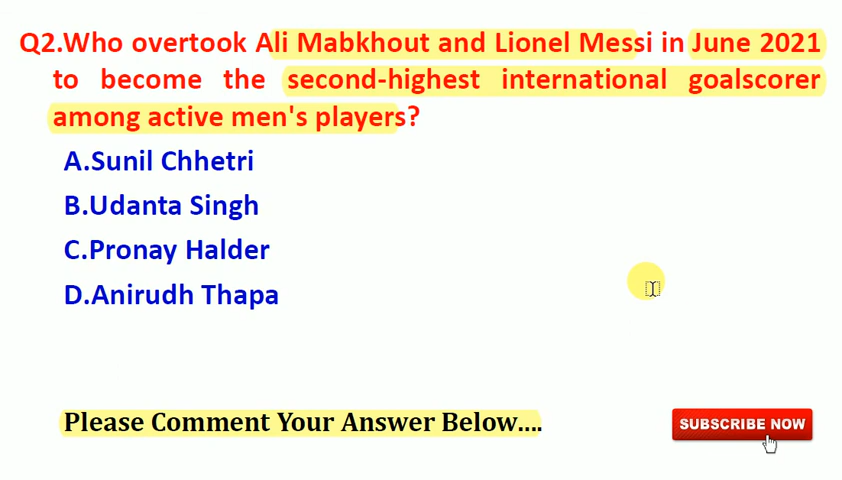 Q2.Who overtook Ali Mabkhout and Lionel Messi in June 2021
to become the second-highest international goalscorer
among active men's players?
A.Sunil Chhetri
B.Udanta Singh
C.Pronay Halder
D.Anirudh Thapa
Please Comment Your Answer Below....
SUBSCRIBE NOW